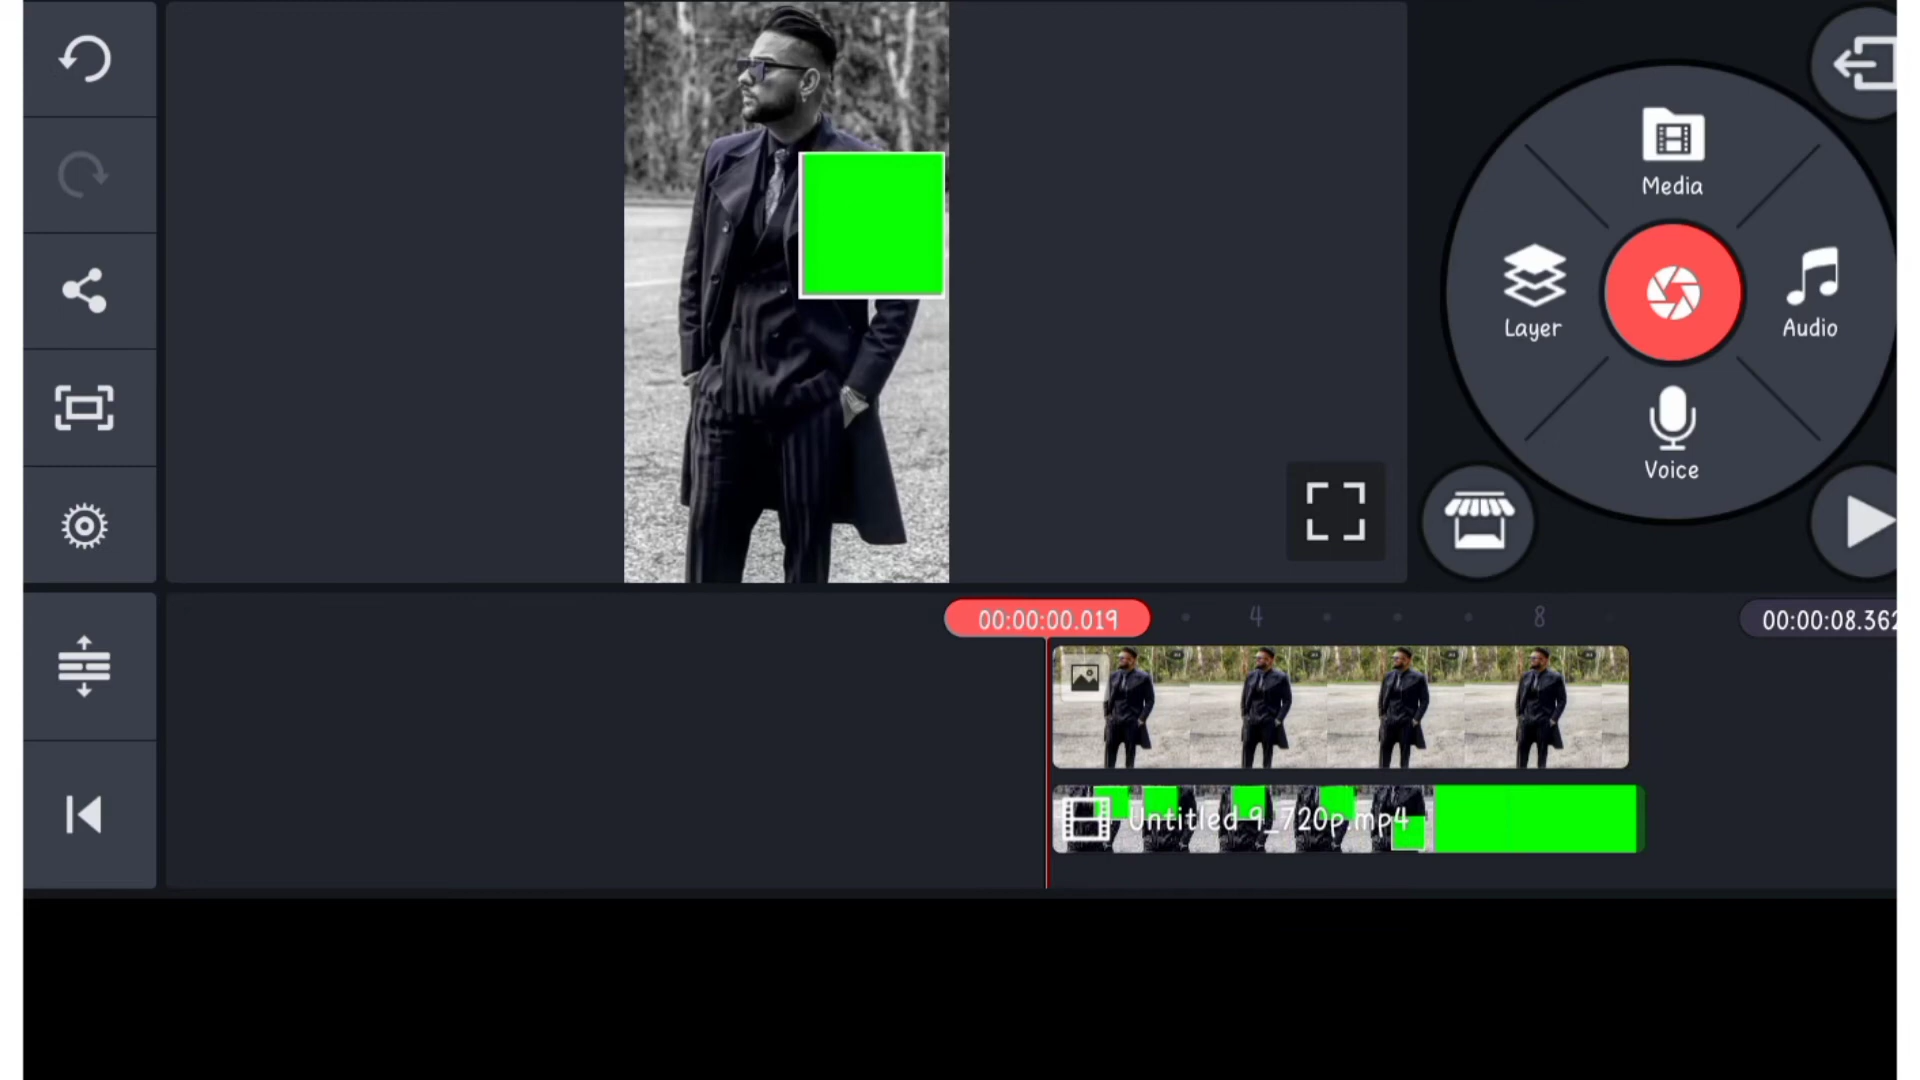 Media
Layer
Audio
Voice
00:00:00.019
4
8
00:00:08.362
Untitled 9_720p.mp4